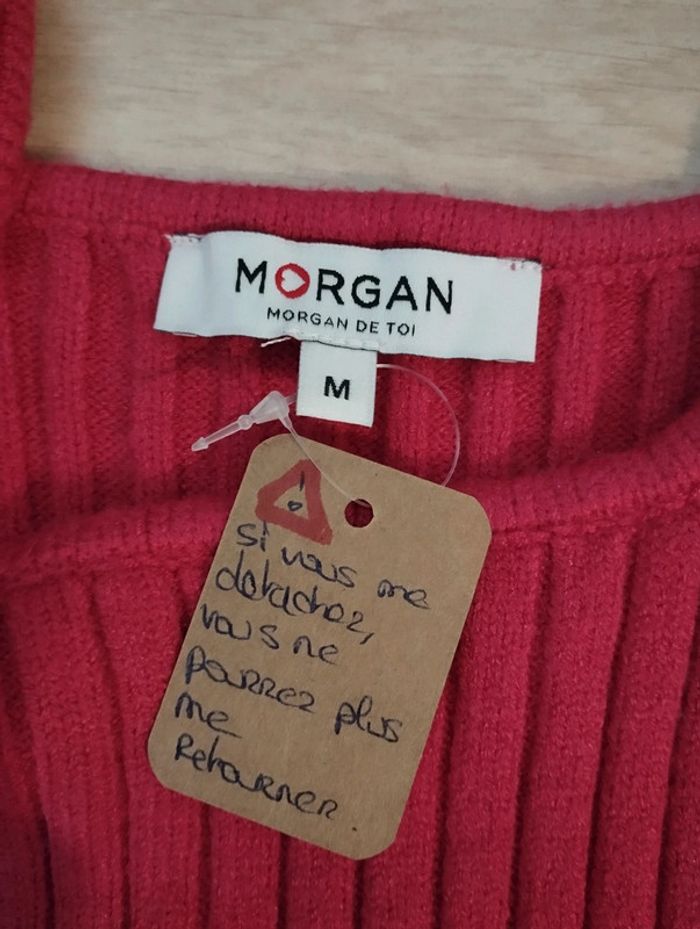 MORGAN
MORGAN DE TOI
M
!
si vous me
detachez,
vous ne
pourrez plus
me
Retourner.